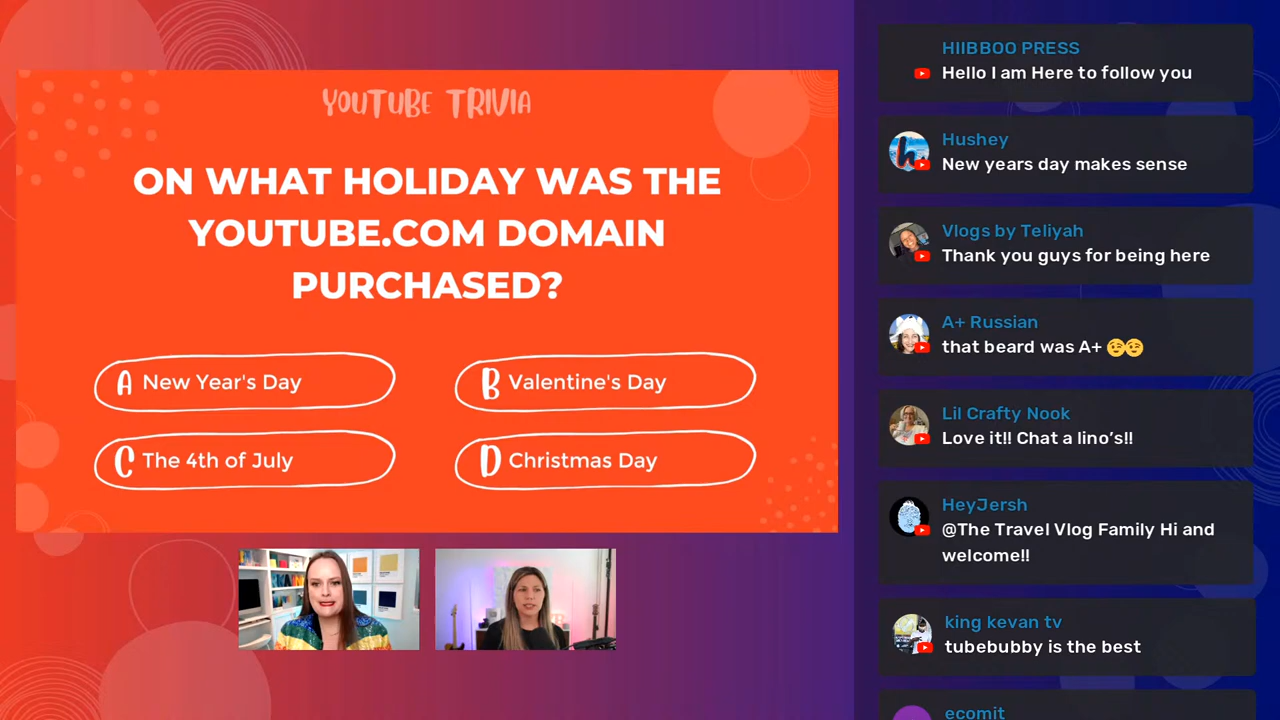 YOUTUBE TRIVIA
ON WHAT HOLIDAY WAS THE
YOUTUBE.COM DOMAIN
PURCHASED?
A New Year's Day
B Valentine's Day
C The 4th of July
D Christmas Day
HIIBBOO PRESS
Hello I am Here to follow you
Hushey
New years day makes sense
Vlogs by Teliyah
Thank you guys for being here
A+ Russian
that beard was A+ 😉😉
Lil Crafty Nook
Love it!! Chat a lino's!!
HeyJersh
@The Travel Vlog Family Hi and
welcome!!
king kevan tv
tubebubby is the best
ecomit